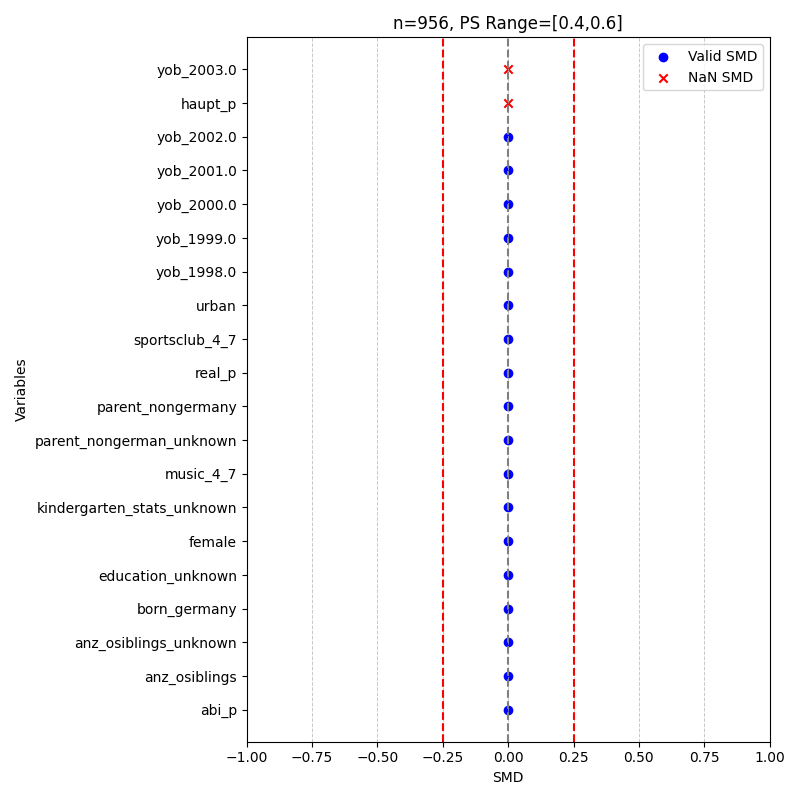 n=956, PS Range=[0.4,0.6]
Valid SMD
NaN SMD
yob_2003.0
haupt_p
yob_2002.0
yob_2001.0
yob_2000.0
yob_1999.0
yob_1998.0
urban
sportsclub_4_7
real_p
parent_nongermany
parent_nongerman_unknown
music_4_7
kindergarten_stats_unknown
female
education_unknown
born_germany
anz_osiblings_unknown
anz_osiblings
abi_p
Variables
−1.00 −0.75 −0.50 −0.25 0.00 0.25 0.50 0.75 1.00
SMD